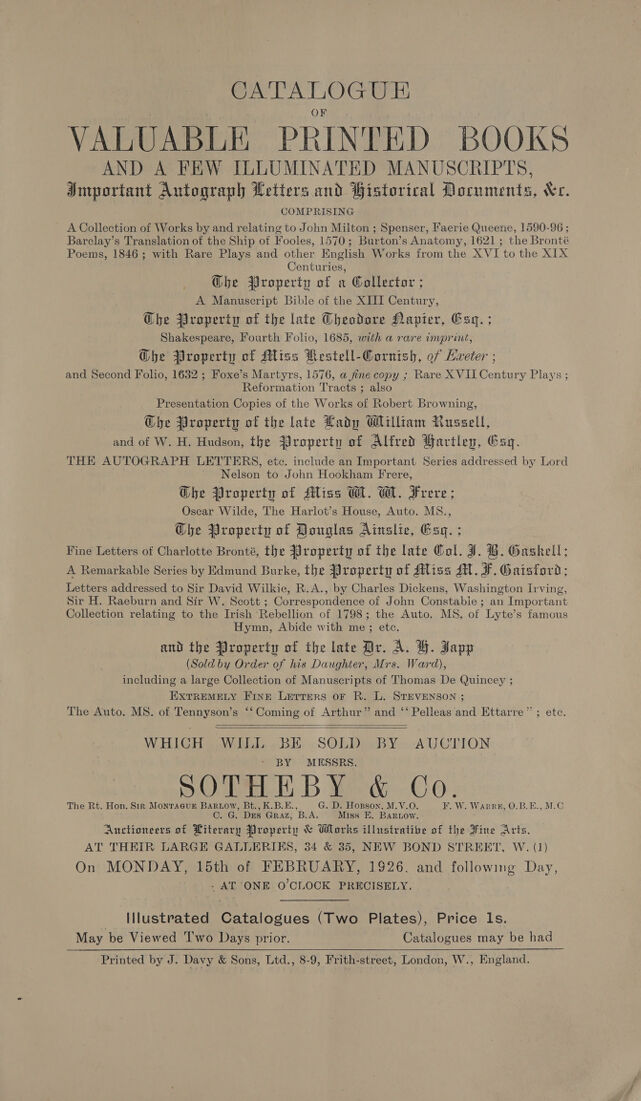 CATALOGUE
OF
VALUABLE PRINTED BOOKS
AND A FEW ILLUMINATED MANUSCRIPTS,
Important Autograph Letters and Historical Documents, &c.
COMPRISING
A Collection of Works by and relating to John Milton ; Spenser, Faerie Queene, 1590-96 ;
Barclay's Translation of the Ship of Fooles, 1570 ; Burton's Anatomy, 1621 ; the Brontë
Poems, 1846 ; with Rare Plays and other English Works from the XVI to the XIX
Centuries,
The Property of a Collector ;
A Manuscript Bible of the XIII Century,
The Property of the late Theodore Napier, Esq. ;
Shakespeare, Fourth Folio, 1685, with a rare imprint,
The Property of Miss Kestell-Cornish, of Exeter ;
and Second Folio, 1632 ; Foxe's Martyrs, 1576, a fine copy ; Rare XVII Century Plays ;
Reformation Tracts ; also
Presentation Copies of the Works of Robert Browning,
The Property of the late Lady William Russell,
and of W. H. Hudson, the Property of Alfred Hartley, Esq.
THE AUTOGRAPH LETTERS, etc. include an Important Series addressed by Lord
Nelson to John Hookham Frere,
The Property of Miss W. W. Frere ;
Oscar Wilde, The Harlot's House, Auto. MS.,
The Property of Douglas Ainslie, Esq. ;
Fine Letters of Charlotte Brontë, the Property of the late Col. J. B. Gaskell ;
A Remarkable Series by Edmund Burke, the Property of Miss M. F. Gaisford ;
Letters addressed to Sir David Wilkie, R.A., by Charles Dickens, Washington Irving,
Sir H. Raeburn and Sir W. Scott ; Correspondence of John Constable ; an Important
Collection relating to the Irish Rebellion of 1798 ; the Auto. MS. of Lyte's famous
Hymn, Abide with me ; etc.
and the Property of the late Dr. A. H. Japp
(Sold by Order of his Daughter, Mrs. Ward),
including a large Collection of Manuscripts of Thomas De Quincey ;
EXTREMELY FINE LETTERS OF R. L. STEVENSON ;
The Auto. MS. of Tennyson's "Coming of Arthur" and "Pelleas and Ettarre" ; etc.
WHICH WILL BE SOLD BY AUCTION
BY MESSRS.
SOTHEBY & Co.
The Rt. Hon. Sir Montague Barlow, Bt., K.B.E., G. D. Hobson, M.V.O. F. W. Warre, O.B.E., M.C
C. G. Des Graz, B.A. Miss E. Barlow.
Auctioneers of Literary Property & Works illustrative of the Fine Arts.
AT THEIR LARGE GALLERIES, 34 & 35, NEW BOND STREET, W. (1)
On MONDAY, 15th of FEBRUARY, 1926, and following Day,
AT ONE O'CLOCK PRECISELY.
Illustrated Catalogues (Two Plates), Price 1s.
May be Viewed Two Days prior. Catalogues may be had
Printed by J. Davy & Sons, Ltd., 8-9, Frith-street, London, W., England.